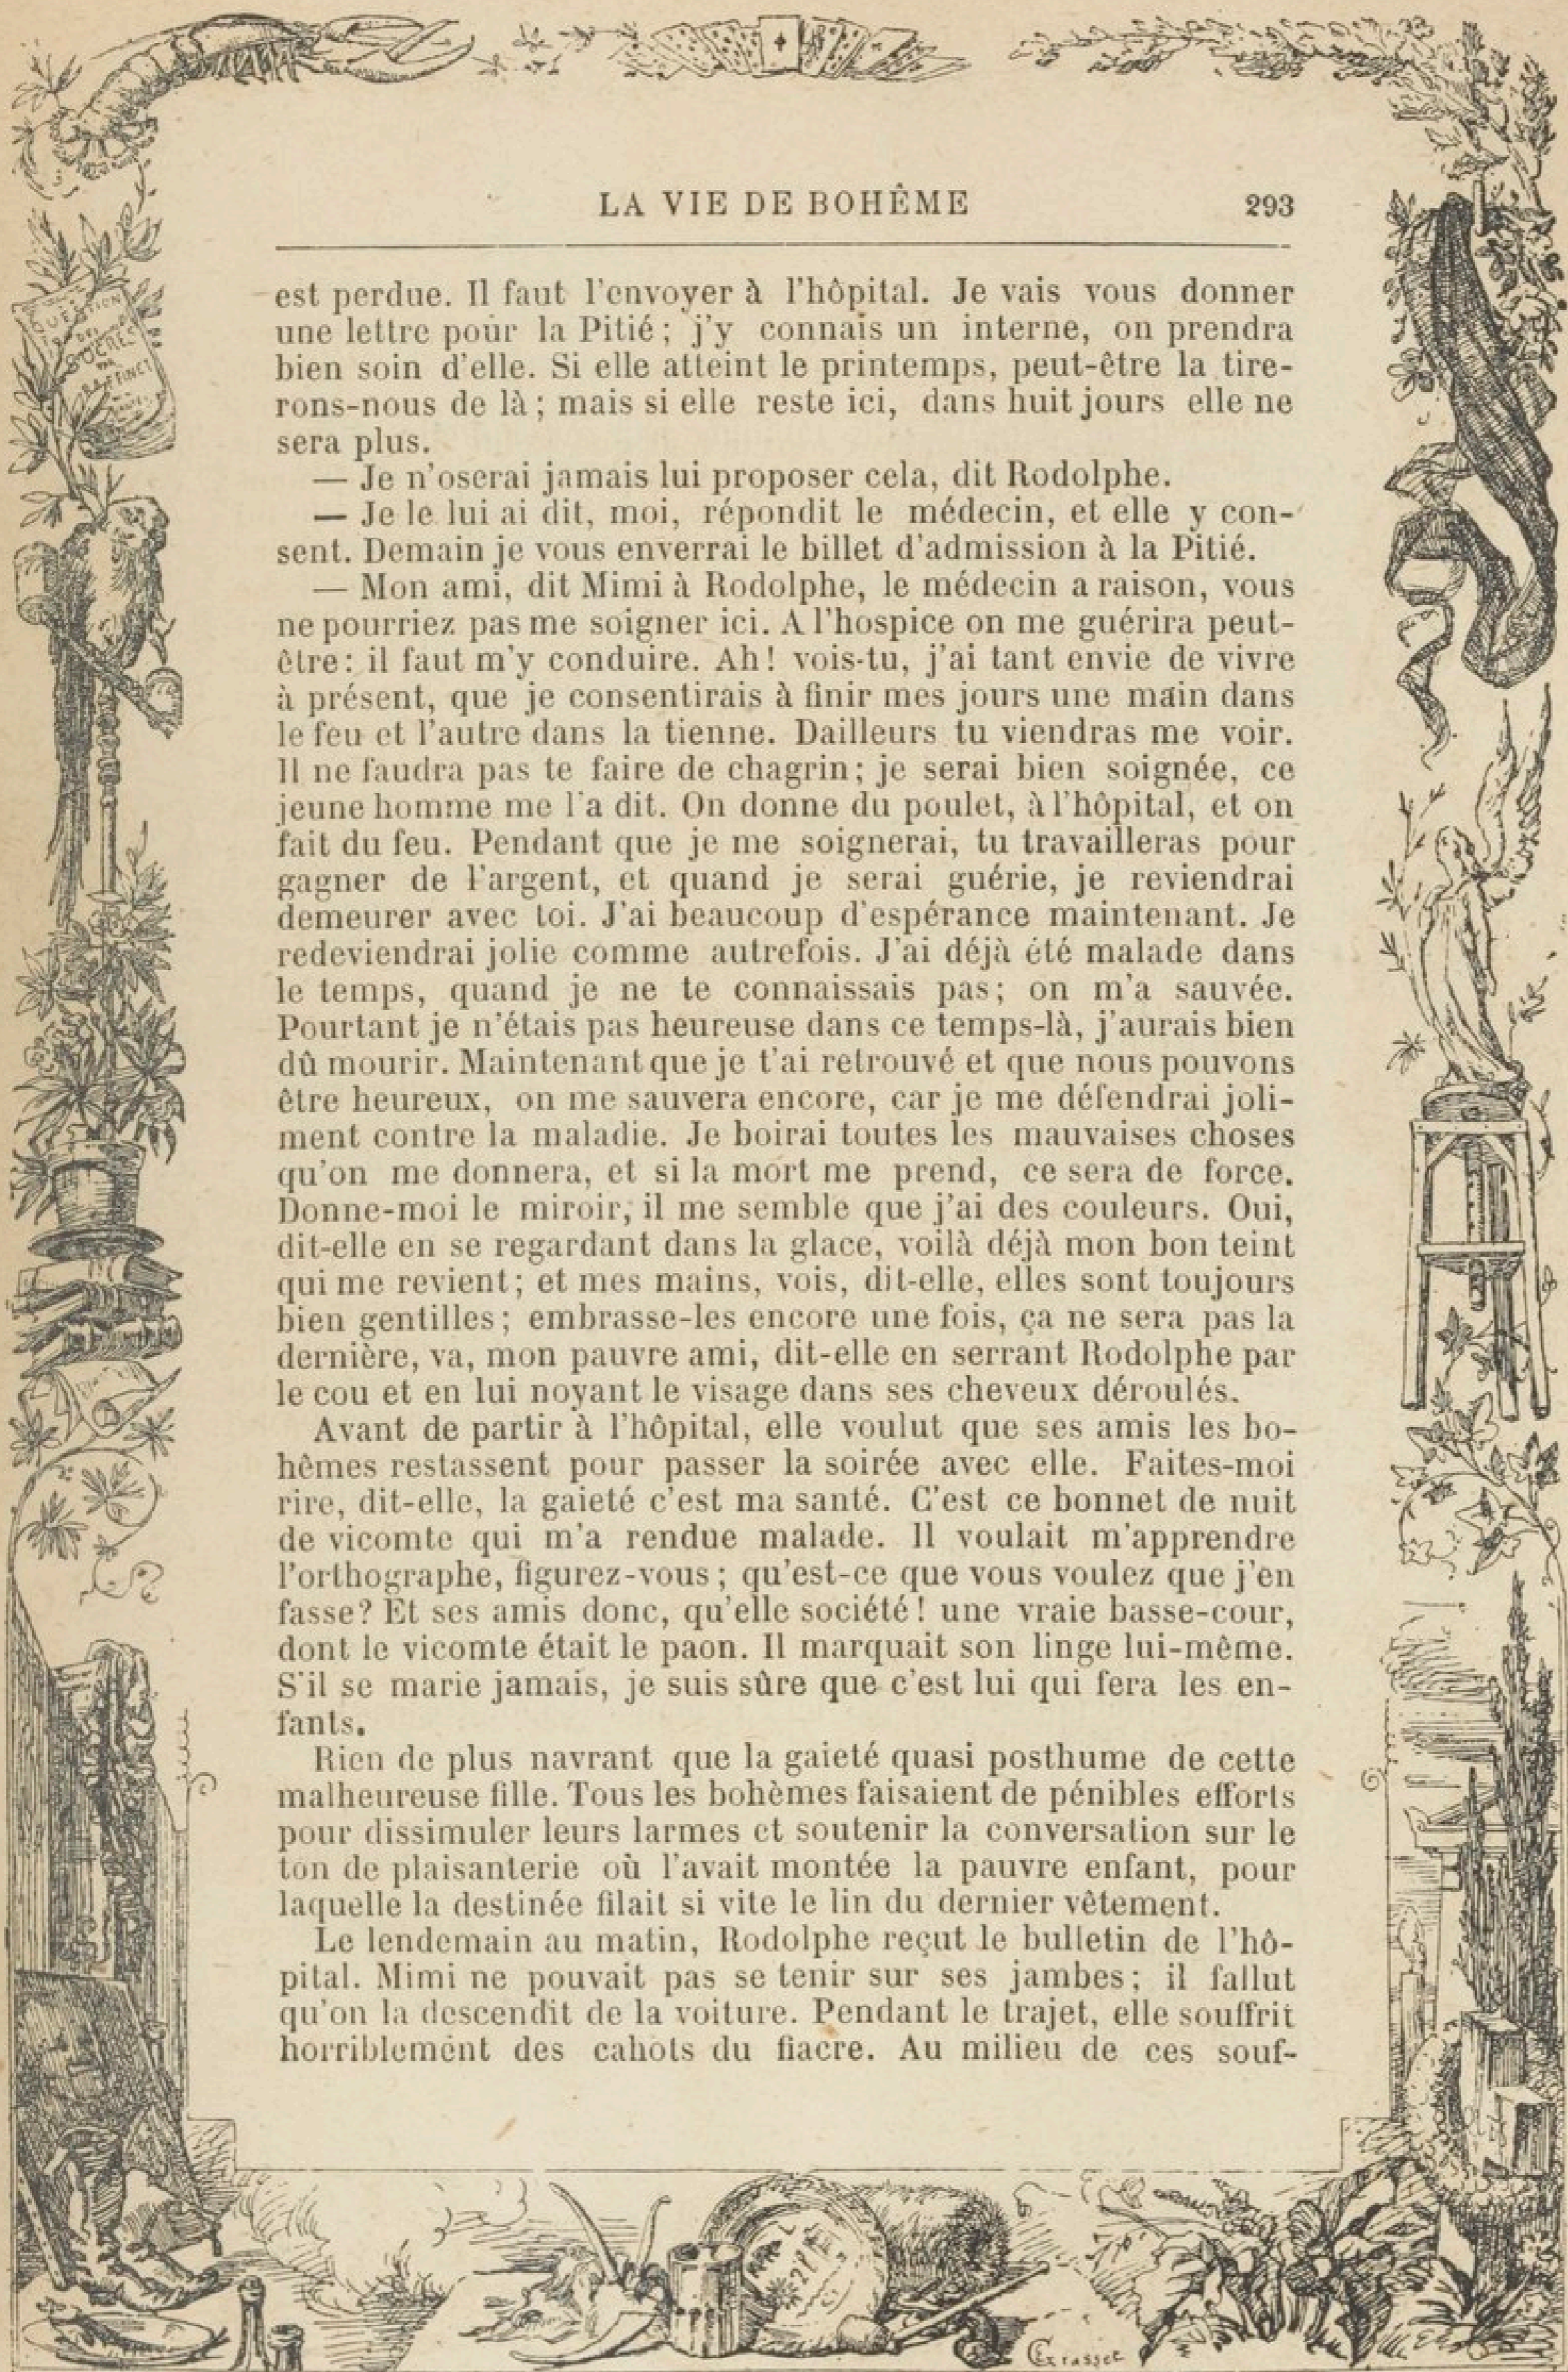 LA VIE DE BOHÊME 293
est perdue. Il faut l'envoyer à l'hôpital. Je vais vous donner
une lettre pour la Pitié ; j'y connais un interne, on prendra
bien soin d'elle. Si elle atteint le printemps, peut-être la tire-
rons-nous de là ; mais si elle reste ici, dans huit jours elle ne
sera plus.
— Je n'oserai jamais lui proposer cela, dit Rodolphe.
— Je le lui ai dit, moi, répondit le médecin, et elle y con-
sent. Demain je vous enverrai le billet d'admission à la Pitié.
— Mon ami, dit Mimi à Rodolphe, le médecin a raison, vous
ne pourriez pas me soigner ici. A l'hospice on me guérira peut-
être : il faut m'y conduire. Ah ! vois-tu, j'ai tant envie de vivre
à présent, que je consentirais à finir mes jours une main dans
le feu et l'autre dans la tienne. Dailleurs tu viendras me voir.
Il ne faudra pas te faire de chagrin ; je serai bien soignée, ce
jeune homme me l'a dit. On donne du poulet, à l'hôpital, et on
fait du feu. Pendant que je me soignerai, tu travailleras pour
gagner de l'argent, et quand je serai guérie, je reviendrai
demeurer avec toi. J'ai beaucoup d'espérance maintenant. Je
redeviendrai jolie comme autrefois. J'ai déjà été malade dans
le temps, quand je ne te connaissais pas ; on m'a sauvée.
Pourtant je n'étais pas heureuse dans ce temps-là, j'aurais bien
dû mourir. Maintenant que je t'ai retrouvé et que nous pouvons
être heureux, on me sauvera encore, car je me défendrai joli-
ment contre la maladie. Je boirai toutes les mauvaises choses
qu'on me donnera, et si la mort me prend, ce sera de force.
Donne-moi le miroir, il me semble que j'ai des couleurs. Oui,
dit-elle en se regardant dans la glace, voilà déjà mon bon teint
qui me revient ; et mes mains, vois, dit-elle, elles sont toujours
bien gentilles ; embrasse-les encore une fois, ça ne sera pas la
dernière, va, mon pauvre ami, dit-elle en serrant Rodolphe par
le cou et en lui noyant le visage dans ses cheveux déroulés.
Avant de partir à l'hôpital, elle voulut que ses amis les bo-
hêmes restassent pour passer la soirée avec elle. Faites-moi
rire, dit-elle, la gaieté c'est ma santé. C'est ce bonnet de nuit
de vicomte qui m'a rendue malade. Il voulait m'apprendre
l'orthographe, figurez-vous ; qu'est-ce que vous voulez que j'en
fasse ? Et ses amis donc, qu'elle société ! une vraie basse-cour,
dont le vicomte était le paon. Il marquait son linge lui-même.
S'il se marie jamais, je suis sûre que c'est lui qui fera les en-
fants.
Rien de plus navrant que la gaieté quasi posthume de cette
malheureuse fille. Tous les bohèmes faisaient de pénibles efforts
pour dissimuler leurs larmes et soutenir la conversation sur le
ton de plaisanterie où l'avait montée la pauvre enfant, pour
laquelle la destinée filait si vite le lin du dernier vêtement.
Le lendemain au matin, Rodolphe reçut le bulletin de l'hô-
pital. Mimi ne pouvait pas se tenir sur ses jambes ; il fallut
qu'on la descendit de la voiture. Pendant le trajet, elle souffrit
horriblement des cahots du fiacre. Au milieu de ces souf-
EGrasset